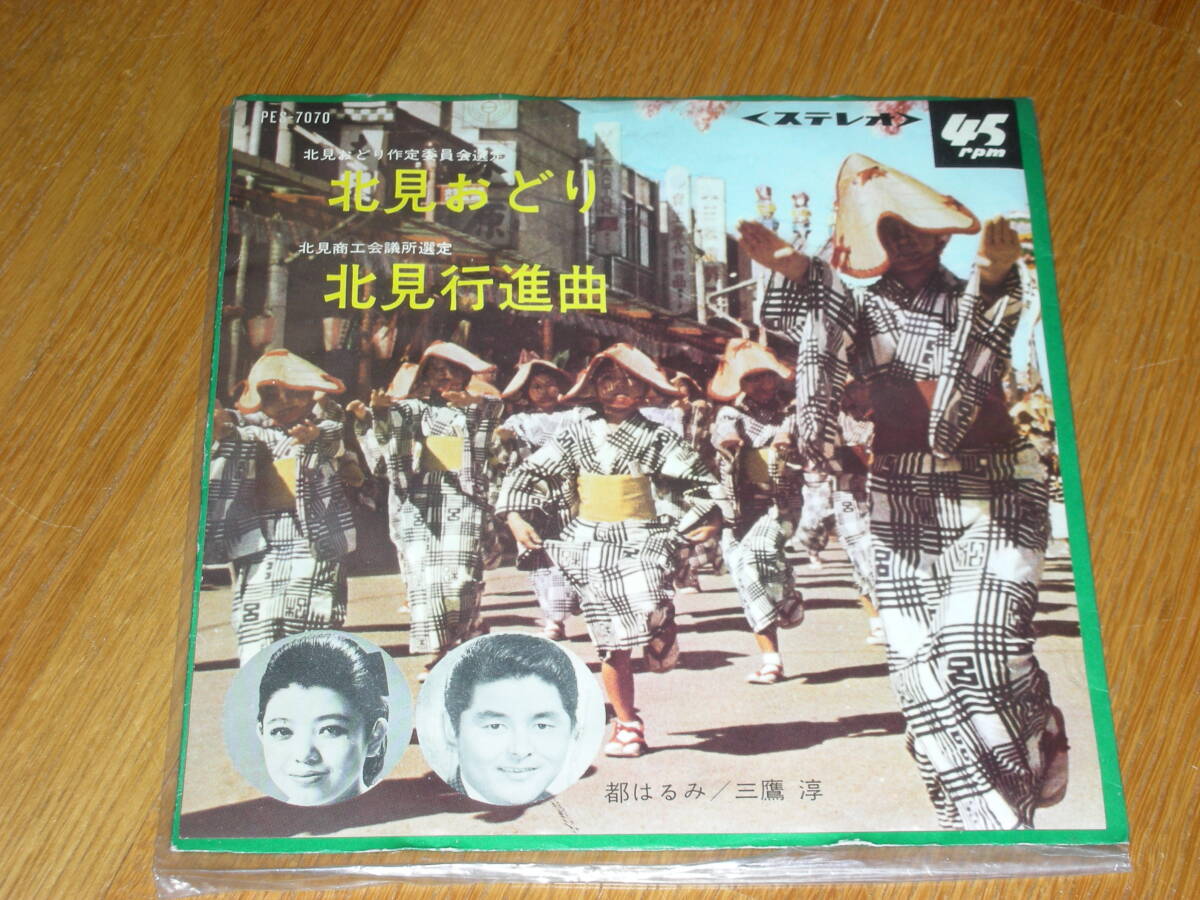 PES-7070
<ステレオ>
45
rpm
北見おどり作定委員会選定
北見おどり
北見商工会議所選定
北見行進曲
都はるみ／三鷹 淳